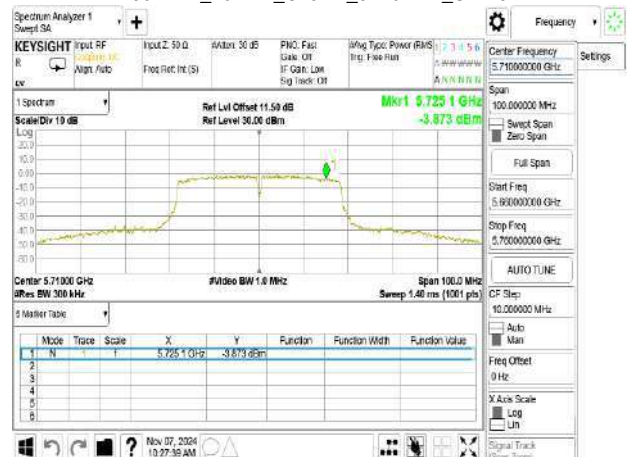 Spectrum Analyzer 1
Swept SA
+
Frequency
KEYSIGHT Input: RF Input Z: 50 Ω #Atten: 30 dB PNO: Fast #Avg Type: Power (RMS 1 2 3 4 5 6
R Align: Auto Freq Ref: Int (S) Gate: Off Trig: Free Run
IF Gain: Low
Sig Track: Off
A N N N N N
Center Frequency
5.710000000 GHz
Settings
Span
100.000000 MHz
Swept Span
Zero Span
Full Span
Start Freq
5.660000000 GHz
Stop Freq
5.760000000 GHz
AUTO TUNE
CF Step
10.000000 MHz
Auto
Man
Freq Offset
0 Hz
X Axis Scale
Log
Lin
Signal Track
1 Spectrum
Scale/Div 10 dB
Log
Ref Lvl Offset 11.50 dB
Ref Level 30.00 dBm
Mkr1 5.725 1 GHz
-3.873 dBm
20.0
10.0
0.00
-10.0
-20.0
-30.0
-40.0
-50.0
-60.0
1
Center 5.71000 GHz #Video BW 1.0 MHz Span 100.0 MHz
#Res BW 300 kHz Sweep 1.40 ms (1001 pts)
5 Marker Table
Mode Trace Scale X Y Function Function Width Function Value
1 N 1 f 5.725 1 GHz -3.873 dBm
2
3
4
5
6
? Nov 07, 2024
10:27:39 AM